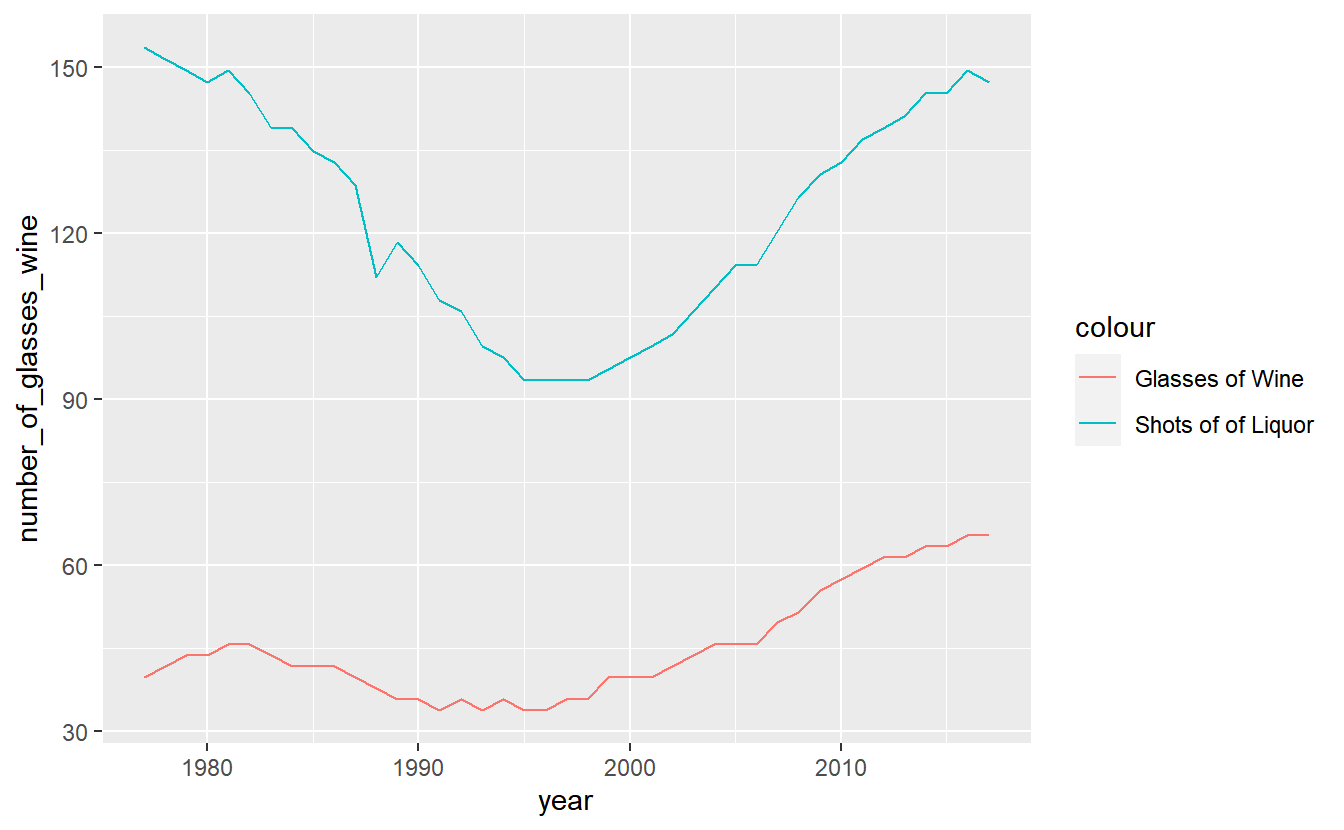 150
120
90
60
30
number_of_glasses_wine
1980 1990 2000 2010
year
colour
Glasses of Wine
Shots of of Liquor